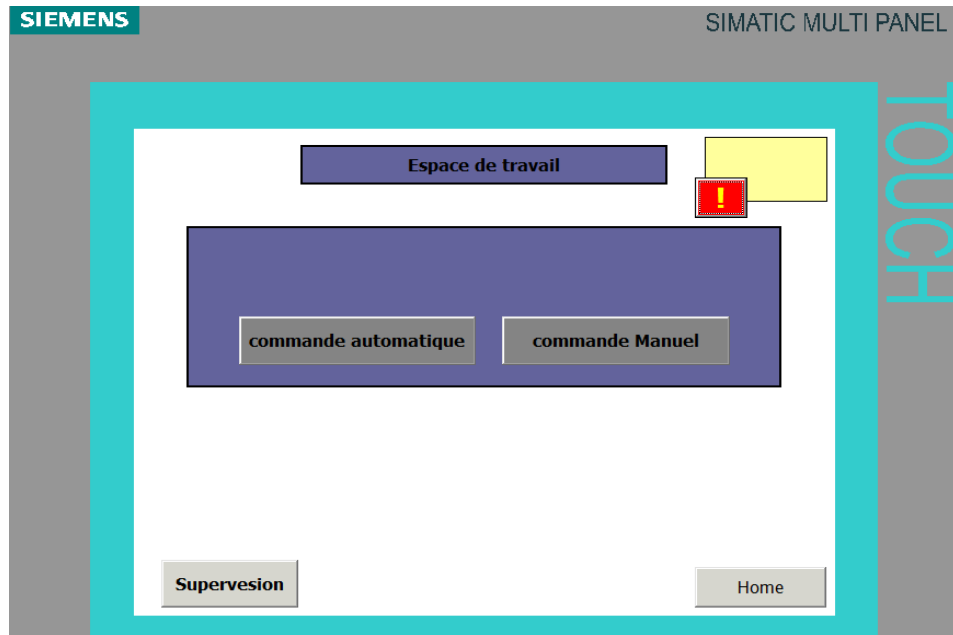 SIEMENS
SIMATIC MULTI PANEL
TOUCH
Espace de travail
!
commande automatique
commande Manuel
Supervesion
Home